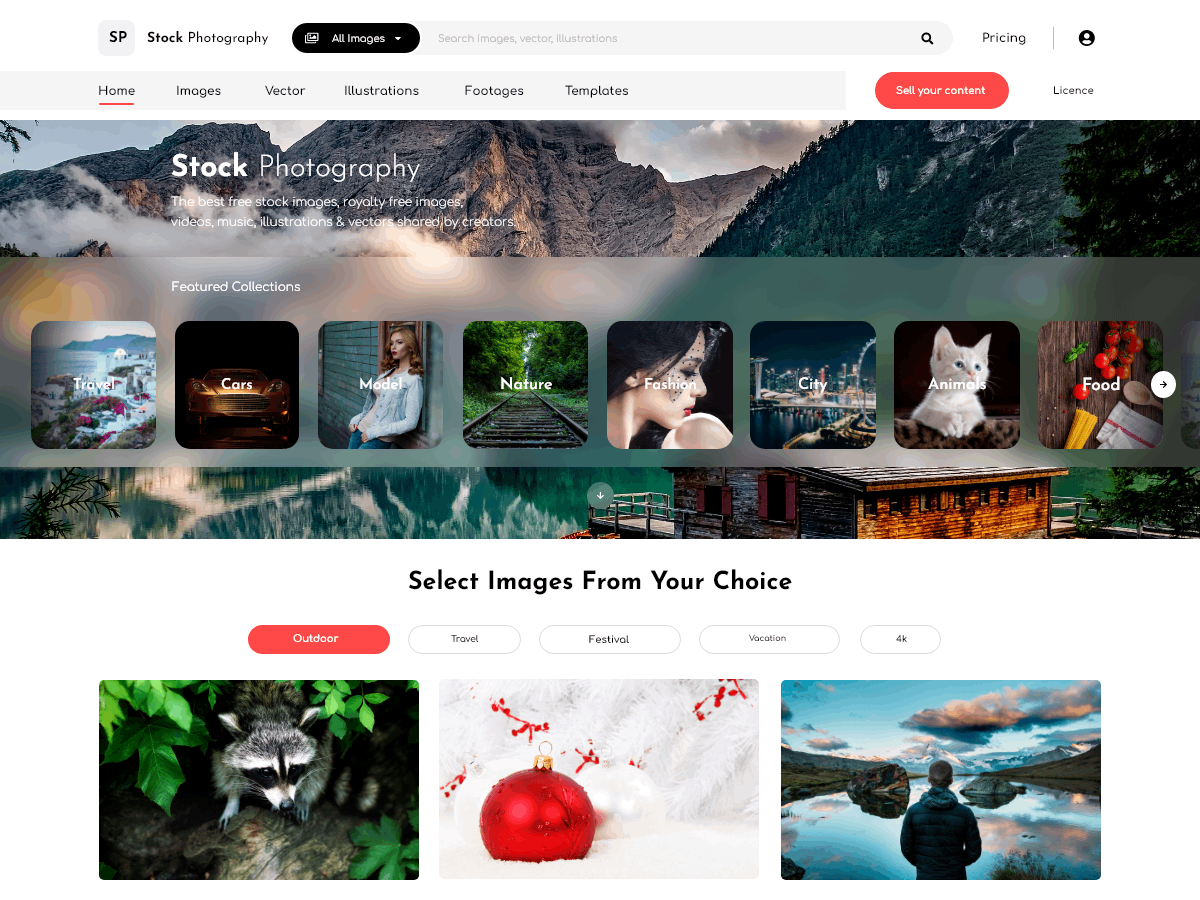 SP
Stock Photography
All Images
Search images, vector, illustrations
Pricing
Home
Images
Vector
Illustrations
Footages
Templates
Sell your content
Licence
Stock Photography
The best free stock images, royalty free images,
videos, music, illustrations & vectors shared by creators.
Featured Collections
Travel
Cars
Model
Nature
Fashion
City
Animals
Food
Select Images From Your Choice
Outdoor
Travel
Festival
Vacation
4k